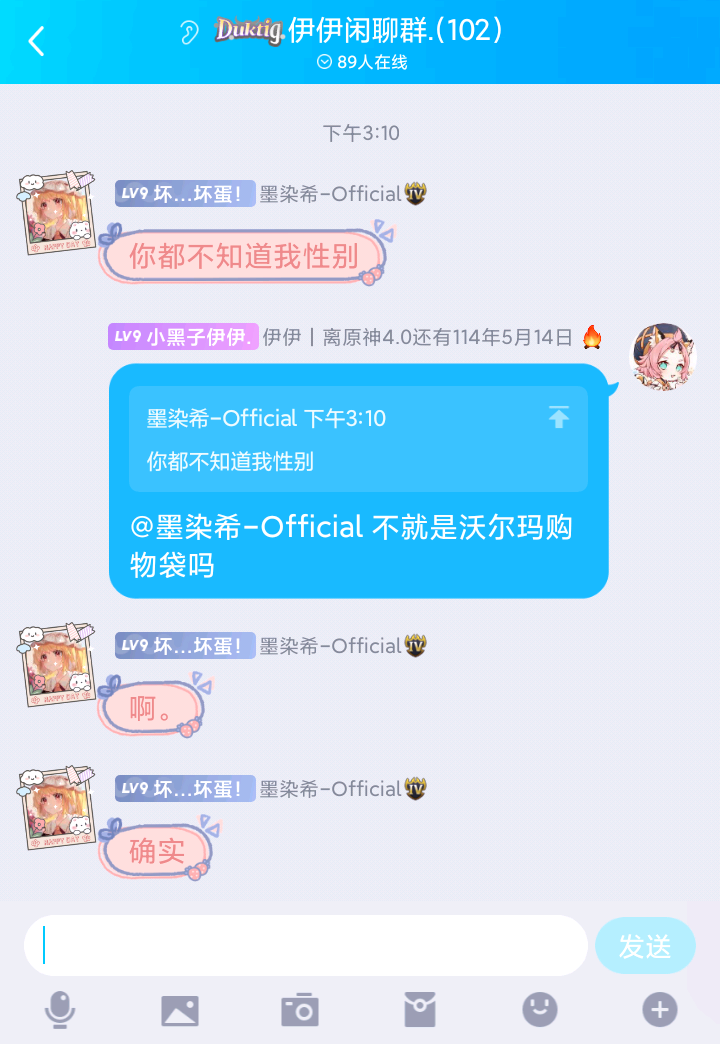 Duktig.伊伊闲聊群.(102)
89人在线
下午3:10
LV9 坏...坏蛋! 墨染希-Official IV
你都不知道我性别
LV9 小黑子伊伊. 伊伊丨离原神4.0还有114年5月14日
墨染希-Official 下午3:10
你都不知道我性别
@墨染希-Official 不就是沃尔玛购
物袋吗
LV9 坏...坏蛋! 墨染希-Official IV
啊。
LV9 坏...坏蛋! 墨染希-Official IV
确实
发送